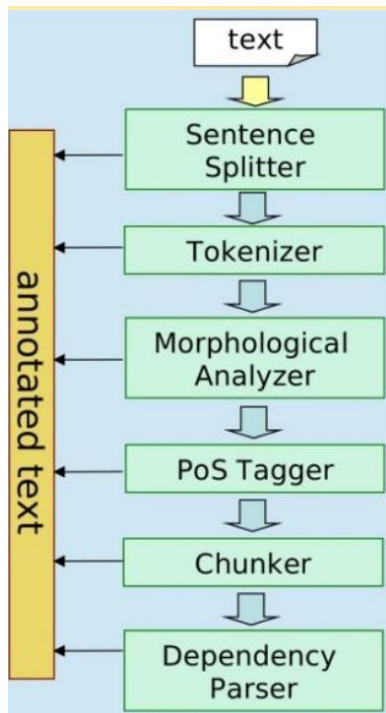 text
Sentence
Splitter
Tokenizer
Morphological
Analyzer
PoS Tagger
Chunker
Dependency
Parser
annotated text